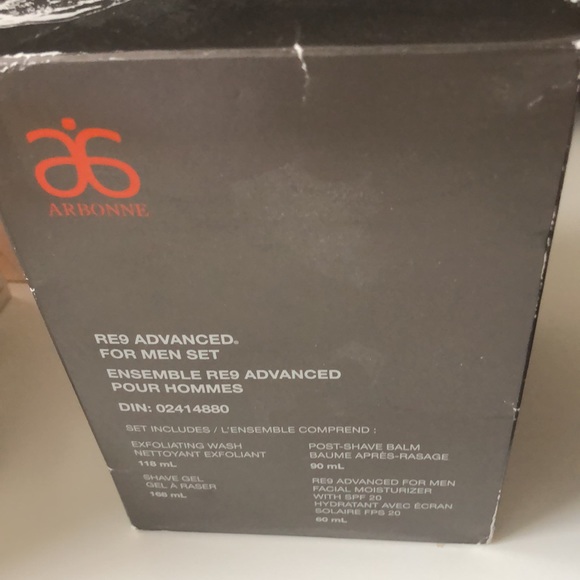 ARBONNE
RE9 ADVANCED®
FOR MEN SET
ENSEMBLE RE9 ADVANCED
POUR HOMMES
DIN: 02414880
SET INCLUDES / L'ENSEMBLE COMPREND :
EXFOLIATING WASH
NETTOYANT EXFOLIANT
118 mL
SHAVE GEL
GEL À RASER
166 mL
POST-SHAVE BALM
BAUME APRÈS-RASAGE
90 mL
RE9 ADVANCED FOR MEN
FACIAL MOISTURIZER
WITH SPF 20
HYDRATANT AVEC ÉCRAN
SOLAIRE FPS 20
60 mL